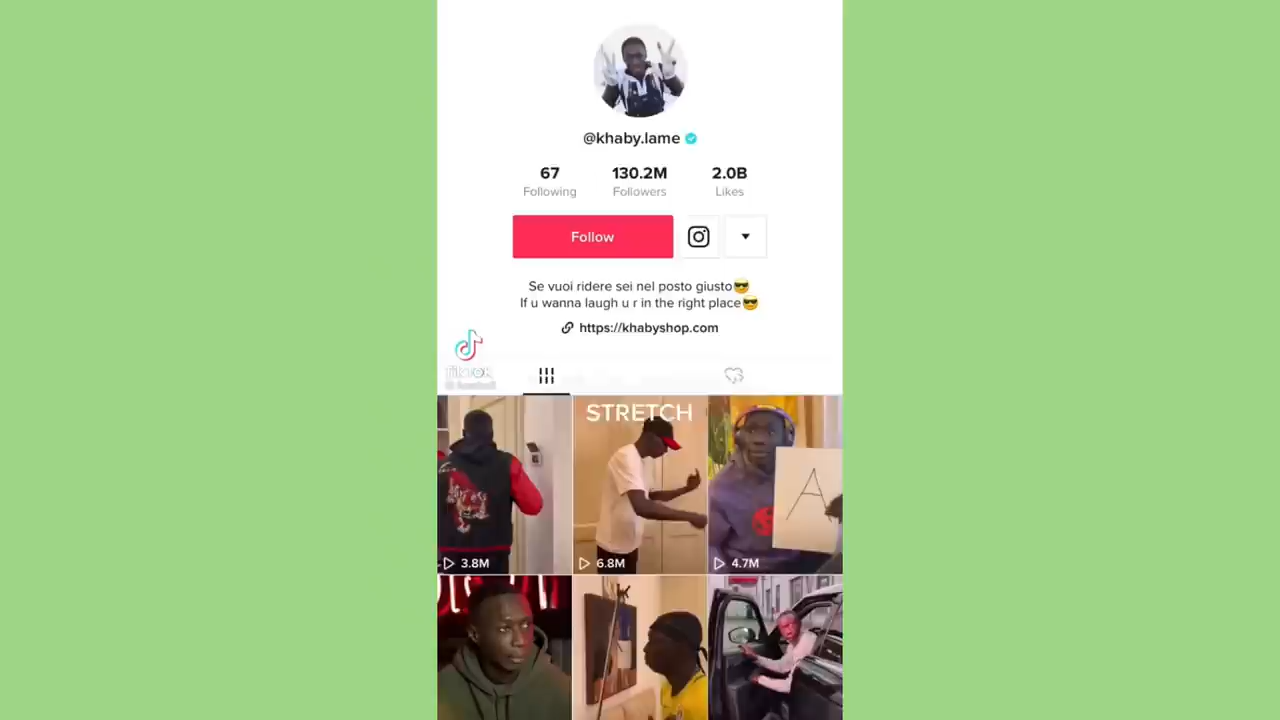 @khaby.lame
67 130.2M 2.0B
Following Followers Likes
Follow
Se vuoi ridere sei nel posto giusto😎
If u wanna laugh u r in the right place😎
https://khabyshop.com
TikTok
STRETCH
A
3.8M 6.8M 4.7M